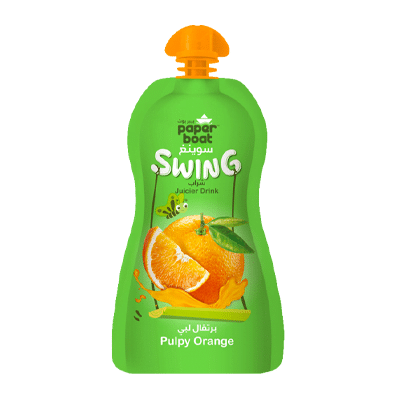 بيبر بوت
paper
boat
سوينغ
SWING
شراب
Juicier Drink
برتقال لبي
Pulpy Orange